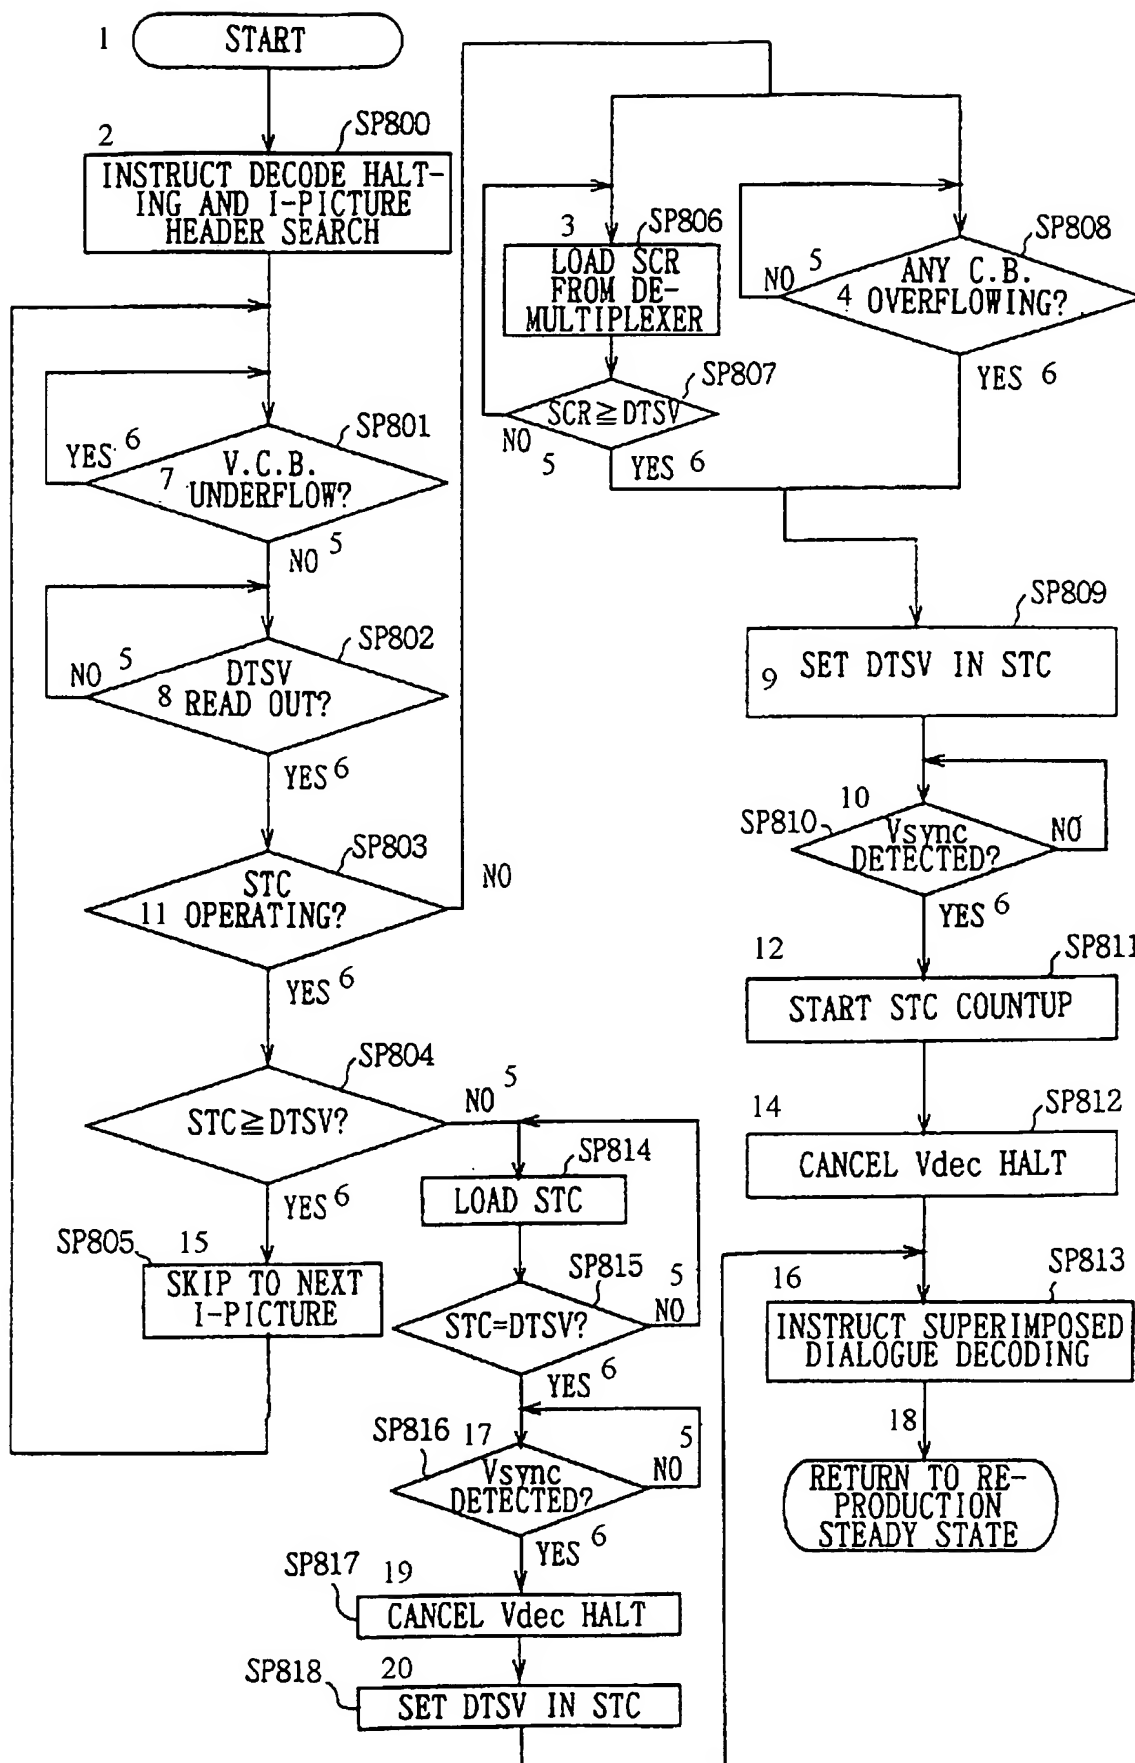 1
START
2
SP800
INSTRUCT DECODE HALT-
ING AND I-PICTURE
HEADER SEARCH
YES 6
SP801
7
V.C.B.
UNDERFLOW?
NO 5
SP802
NO 5
8
DTSV
READ OUT?
YES 6
SP803
STC
11 OPERATING?
NO
YES 6
SP804
STC≧DTSV?
NO 5
YES 6
SP805
15
SKIP TO NEXT
I-PICTURE
SP814
LOAD STC
SP815
STC=DTSV?
5
NO
YES 6
SP816
17
Vsync
DETECTED?
5
NO
YES 6
SP817
19
CANCEL Vdec HALT
SP818
20
SET DTSV IN STC
3
SP806
LOAD SCR
FROM DE-
MULTIPLEXER
SP807
SCR≧DTSV
NO 5
YES 6
SP808
NO 5
4
ANY C.B.
OVERFLOWING?
YES 6
SP809
9
SET DTSV IN STC
10
SP810
Vsync
DETECTED?
NO
YES 6
12
SP811
START STC COUNTUP
14
SP812
CANCEL Vdec HALT
16
SP813
INSTRUCT SUPERIMPOSED
DIALOGUE DECODING
18
RETURN TO RE-
PRODUCTION
STEADY STATE